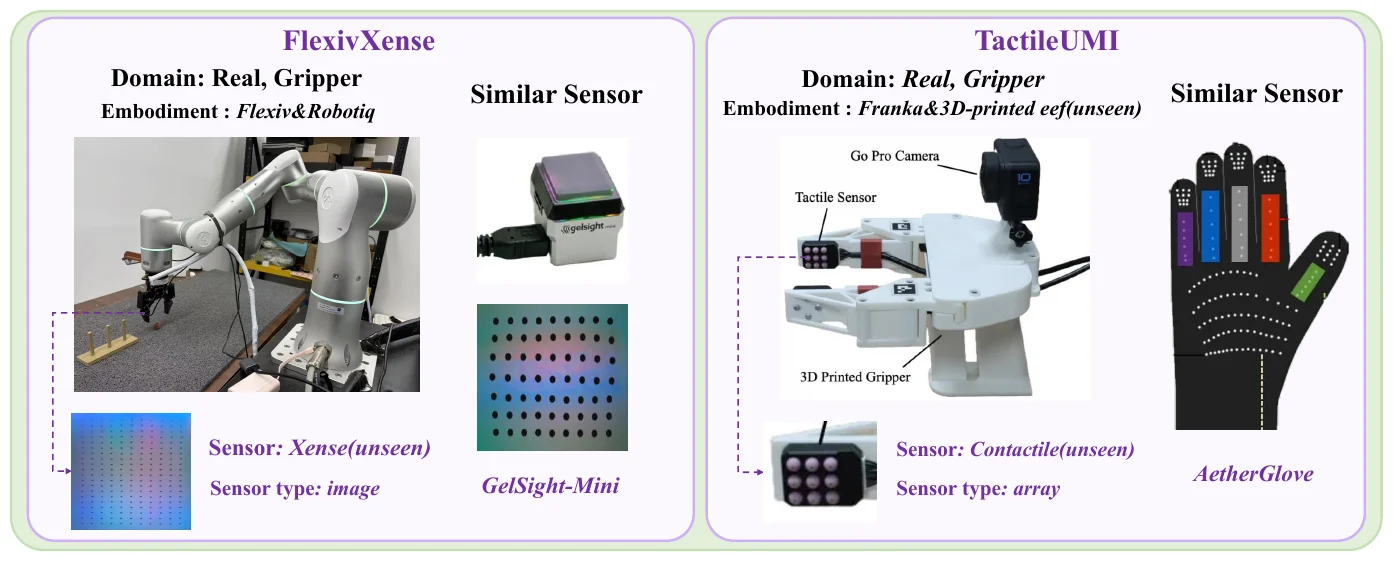 FlexivXense
Domain: Real, Gripper
Embodiment : Flexiv&Robotiq
Similar Sensor
gelsight
Sensor: Xense(unseen)
Sensor type: image
GelSight-Mini
TactileUMI
Domain: Real, Gripper
Embodiment : Franka&3D-printed eef(unseen)
Similar Sensor
Go Pro Camera
10
Tactile Sensor
3D Printed Gripper
Sensor: Contactile(unseen)
Sensor type: array
AetherGlove